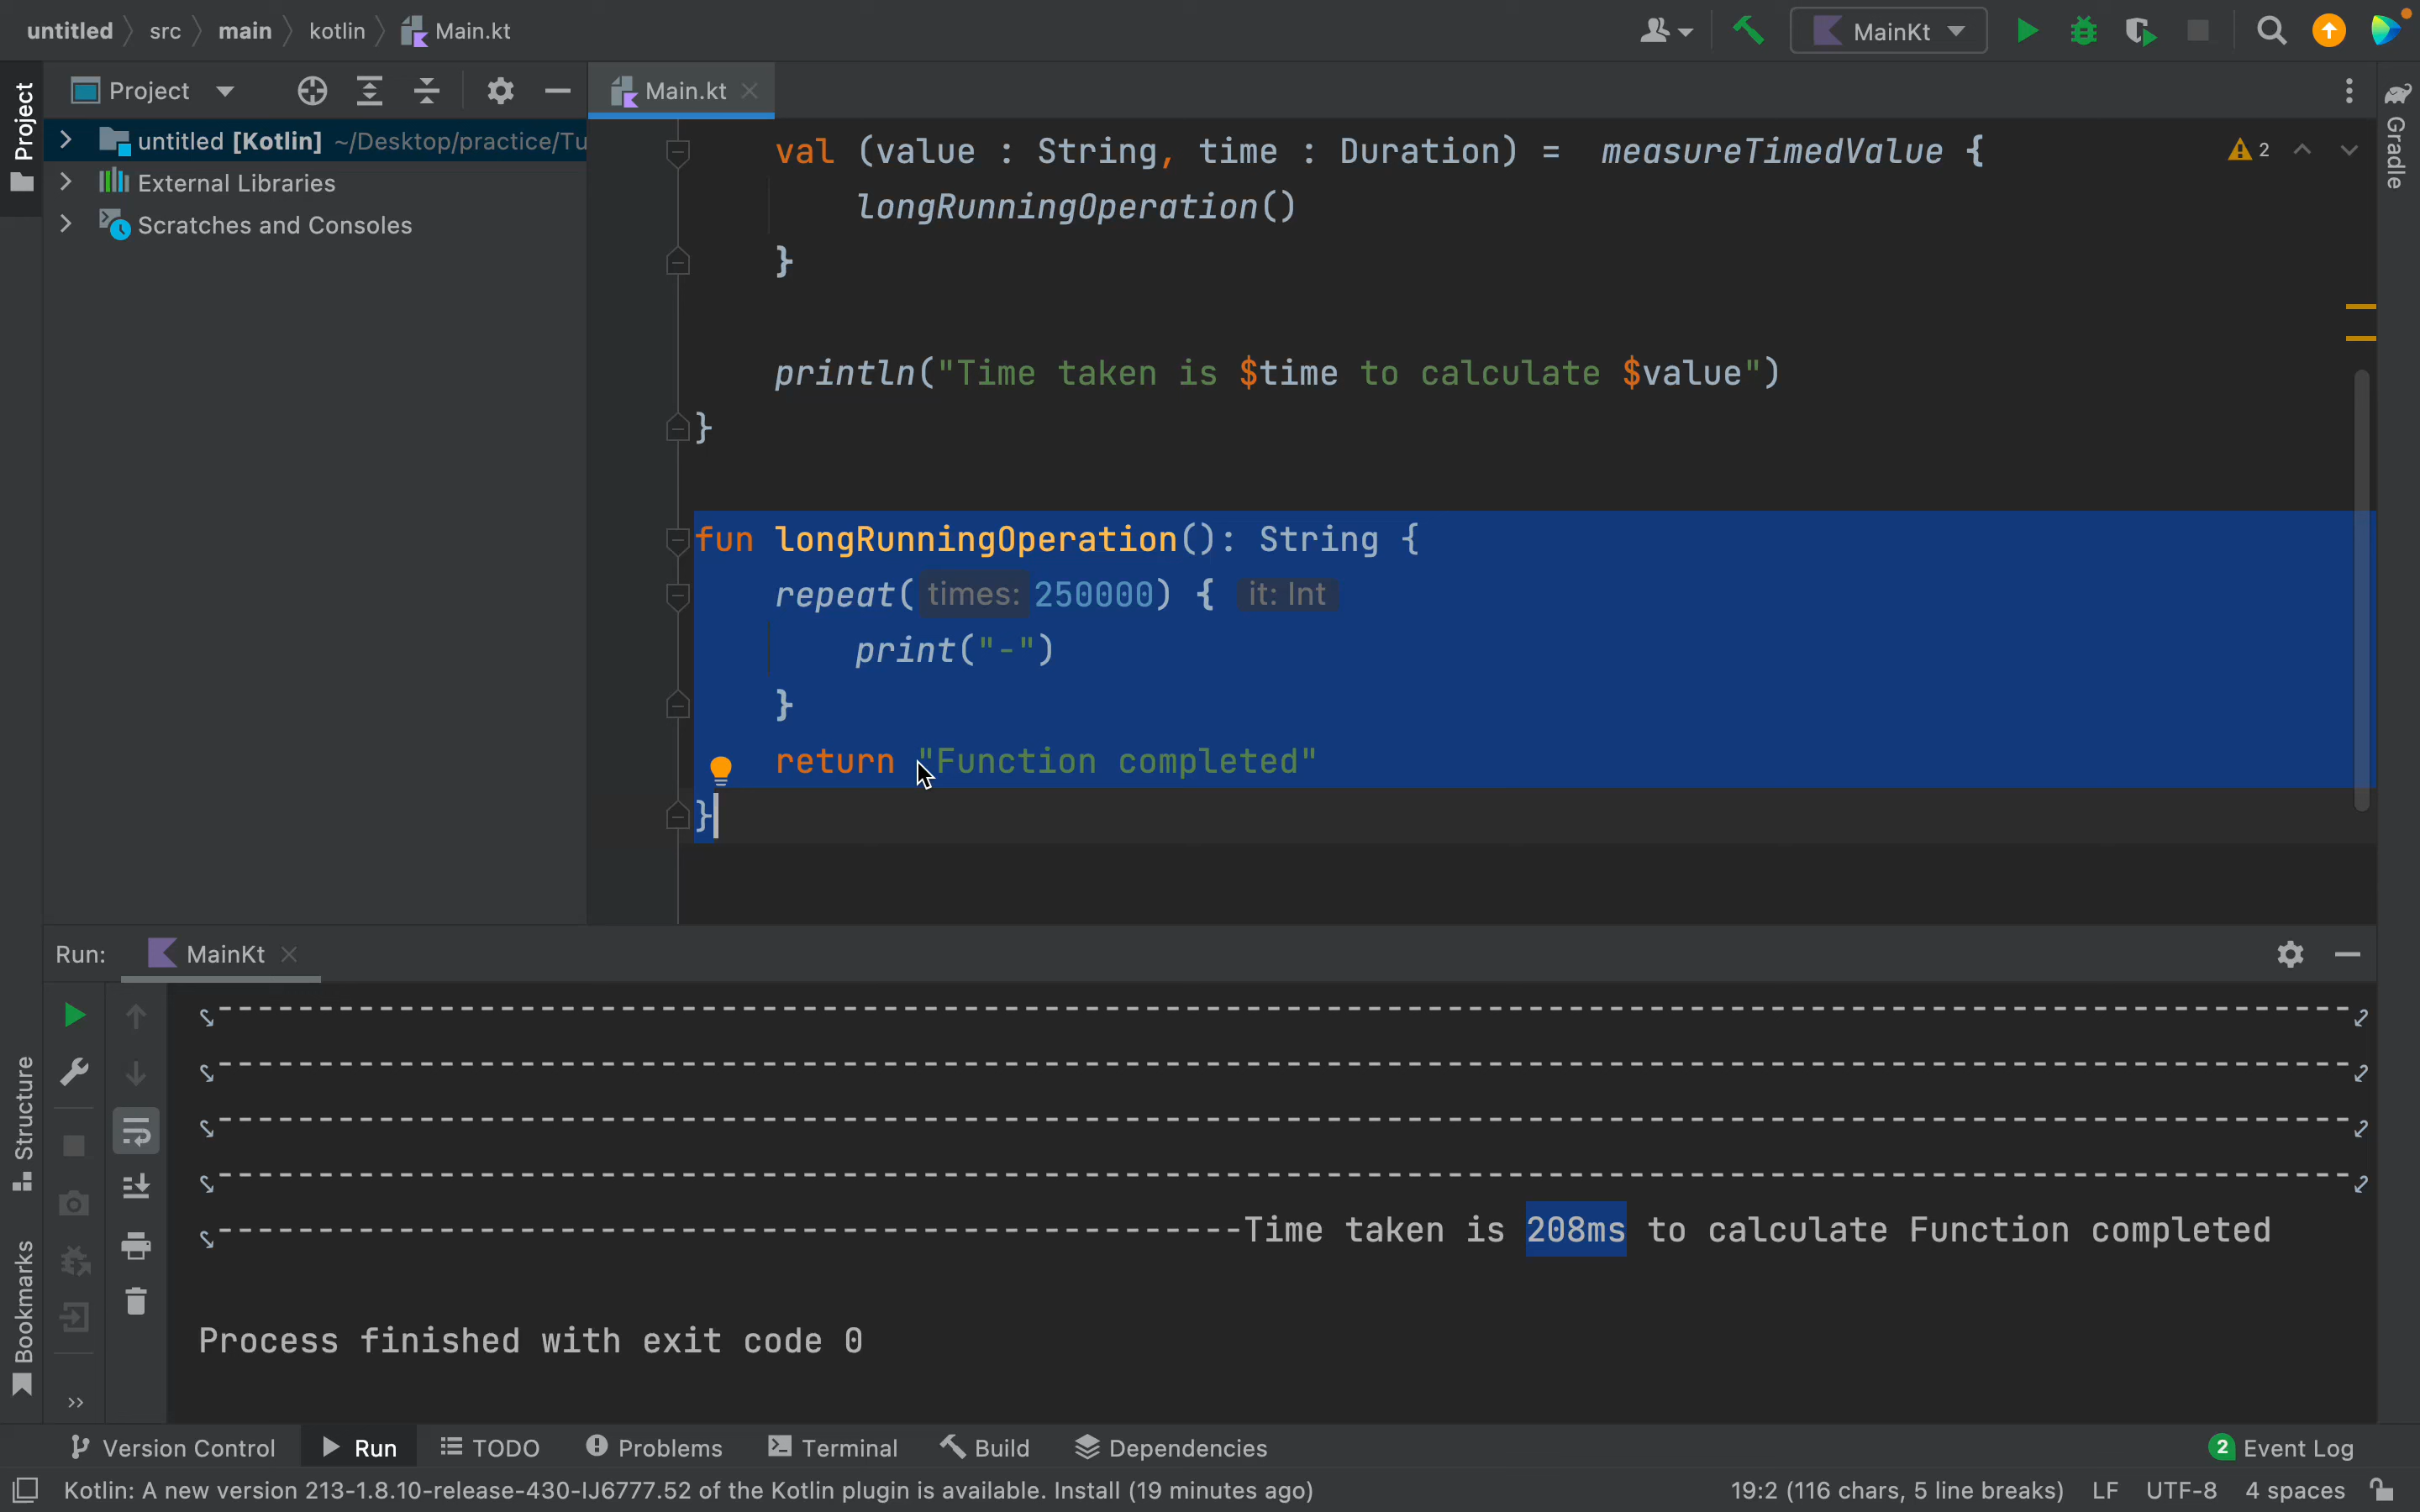 untitled src main kotlin Main.kt MainKt
Project Main.kt
untitled [Kotlin] ~/Desktop/practice/Tu
External Libraries
Scratches and Consoles
Project
Gradle
Structure
Bookmarks
val (value : String, time : Duration) = measureTimedValue {
2
longRunningOperation()
}
println("Time taken is $time to calculate $value")
}
fun longRunningOperation(): String {
repeat( times: 250000) { it: Int
print("-")
}
return "Function completed"
}
Run: MainKt
---------------------------------------------------------------------------------------------------------
---------------------------------------------------------------------------------------------------------
---------------------------------------------------------------------------------------------------------
---------------------------------------------------------------------------------------------------------
---------------------------------------------------Time taken is 208ms to calculate Function completed
Process finished with exit code 0
Version Control Run TODO Problems Terminal Build Dependencies 2 Event Log
Kotlin: A new version 213-1.8.10-release-430-IJ6777.52 of the Kotlin plugin is available. Install (19 minutes ago) 19:2 (116 chars, 5 line breaks) LF UTF-8 4 spaces